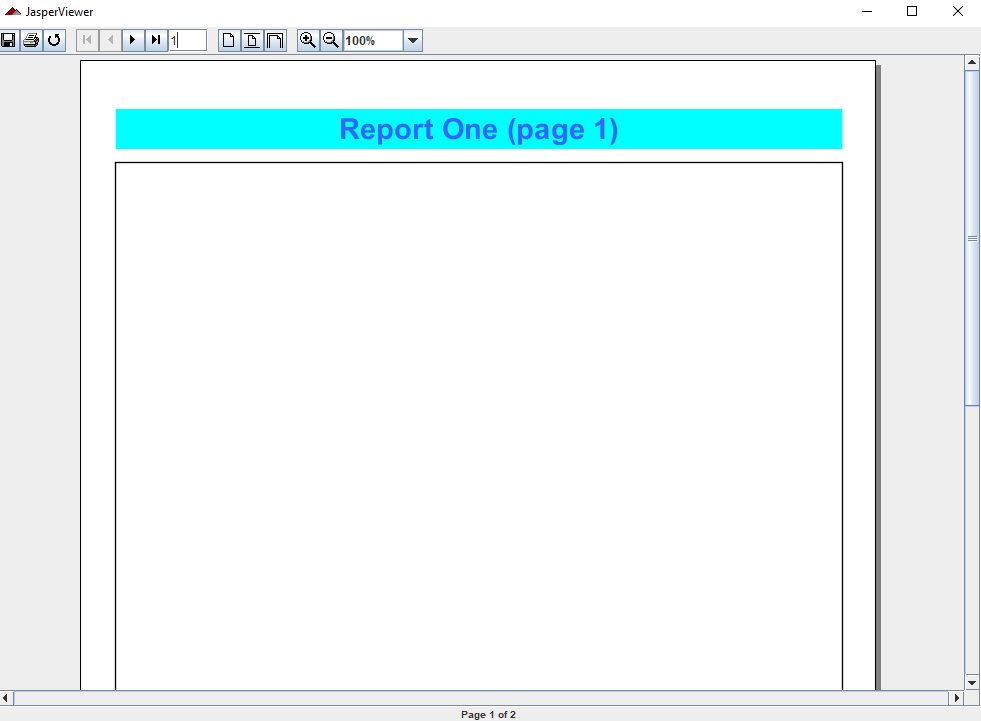 JasperViewer
1
100%
Report One (page 1)
Page 1 of 2